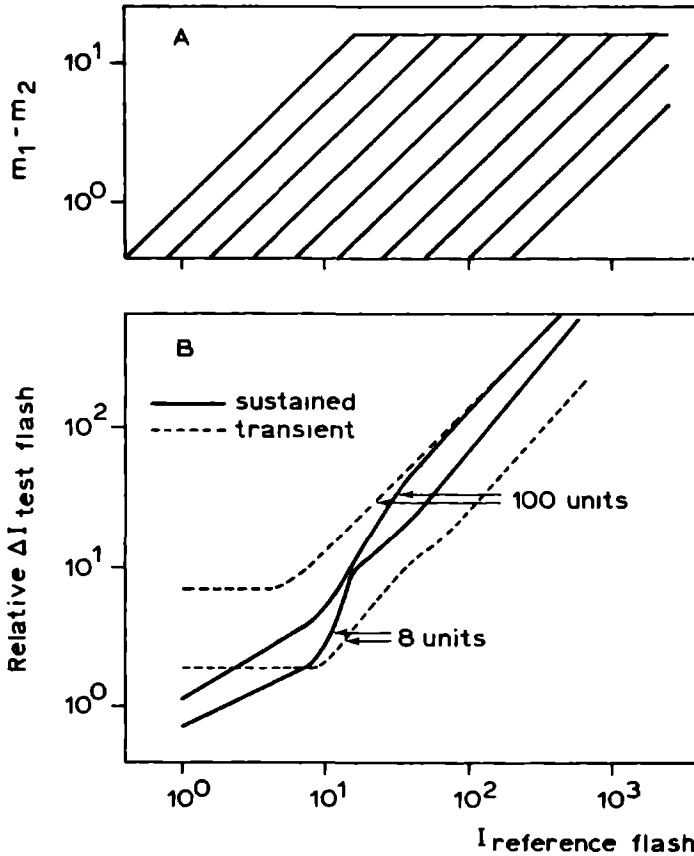 A
10¹
10⁰
m₁ - m₂
B
sustained
transient
10²
10¹
10⁰
Relative ΔI test flash
100 units
8 units
10⁰ 10¹ 10² 10³
I reference flash